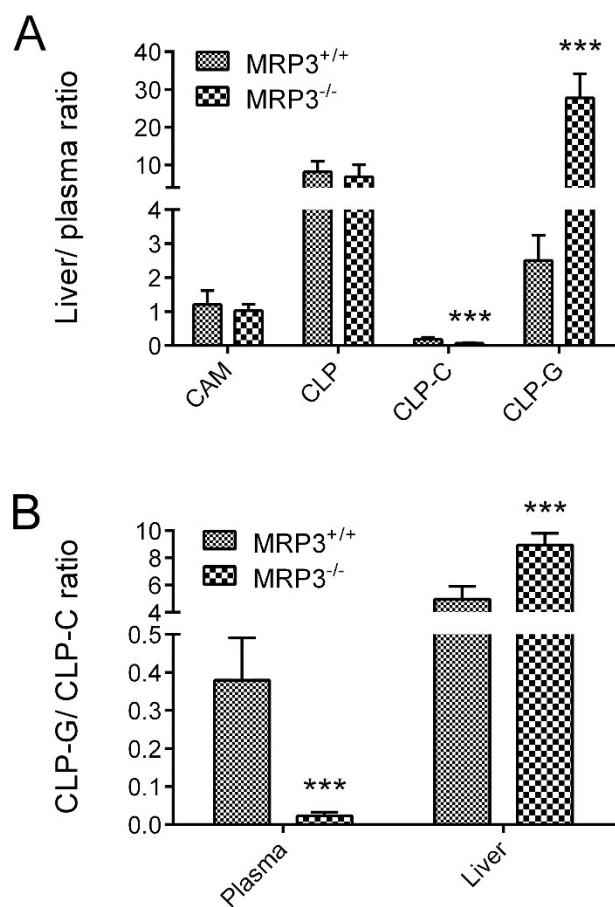 A
Liver/ plasma ratio
40
30
20
10
4
3
2
1
0
MRP3+/+
MRP3-/-
***
***
CAM
CLP
CLP-C
CLP-G
B
CLP-G/ CLP-C ratio
10
8
6
4
0.5
0.4
0.3
0.2
0.1
0.0
MRP3+/+
MRP3-/-
***
***
Plasma
Liver